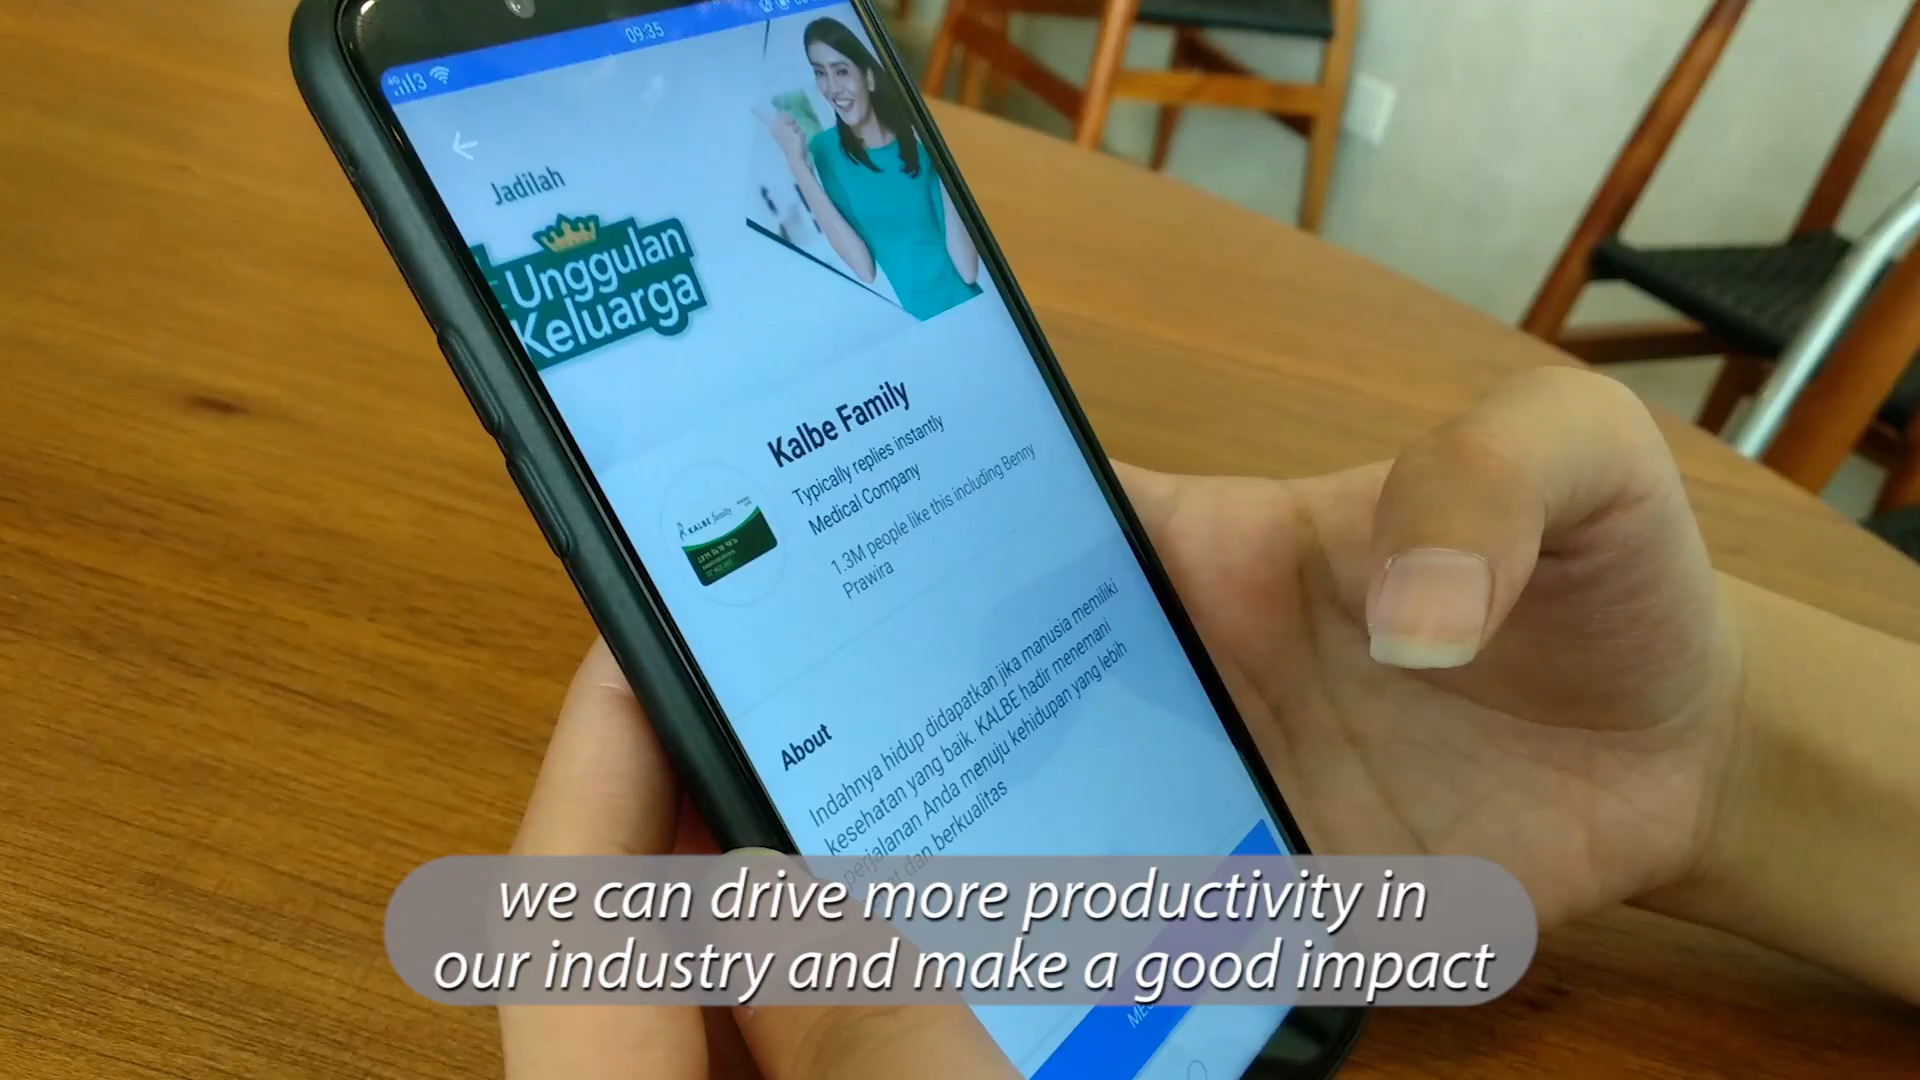 09:35
Jadilah
Unggulan
Keluarga
Kalbe Family
Typically replies instantly
Medical Company
1.3M people like this including Benny
Prawira
KALBE family
About
Indahnya hidup didapatkan jika manusia memiliki
kesehatan yang baik. KALBE hadir menemani
perjalanan Anda menuju kehidupan yang lebih
dan berkualitas
we can drive more productivity in
our industry and make a good impact